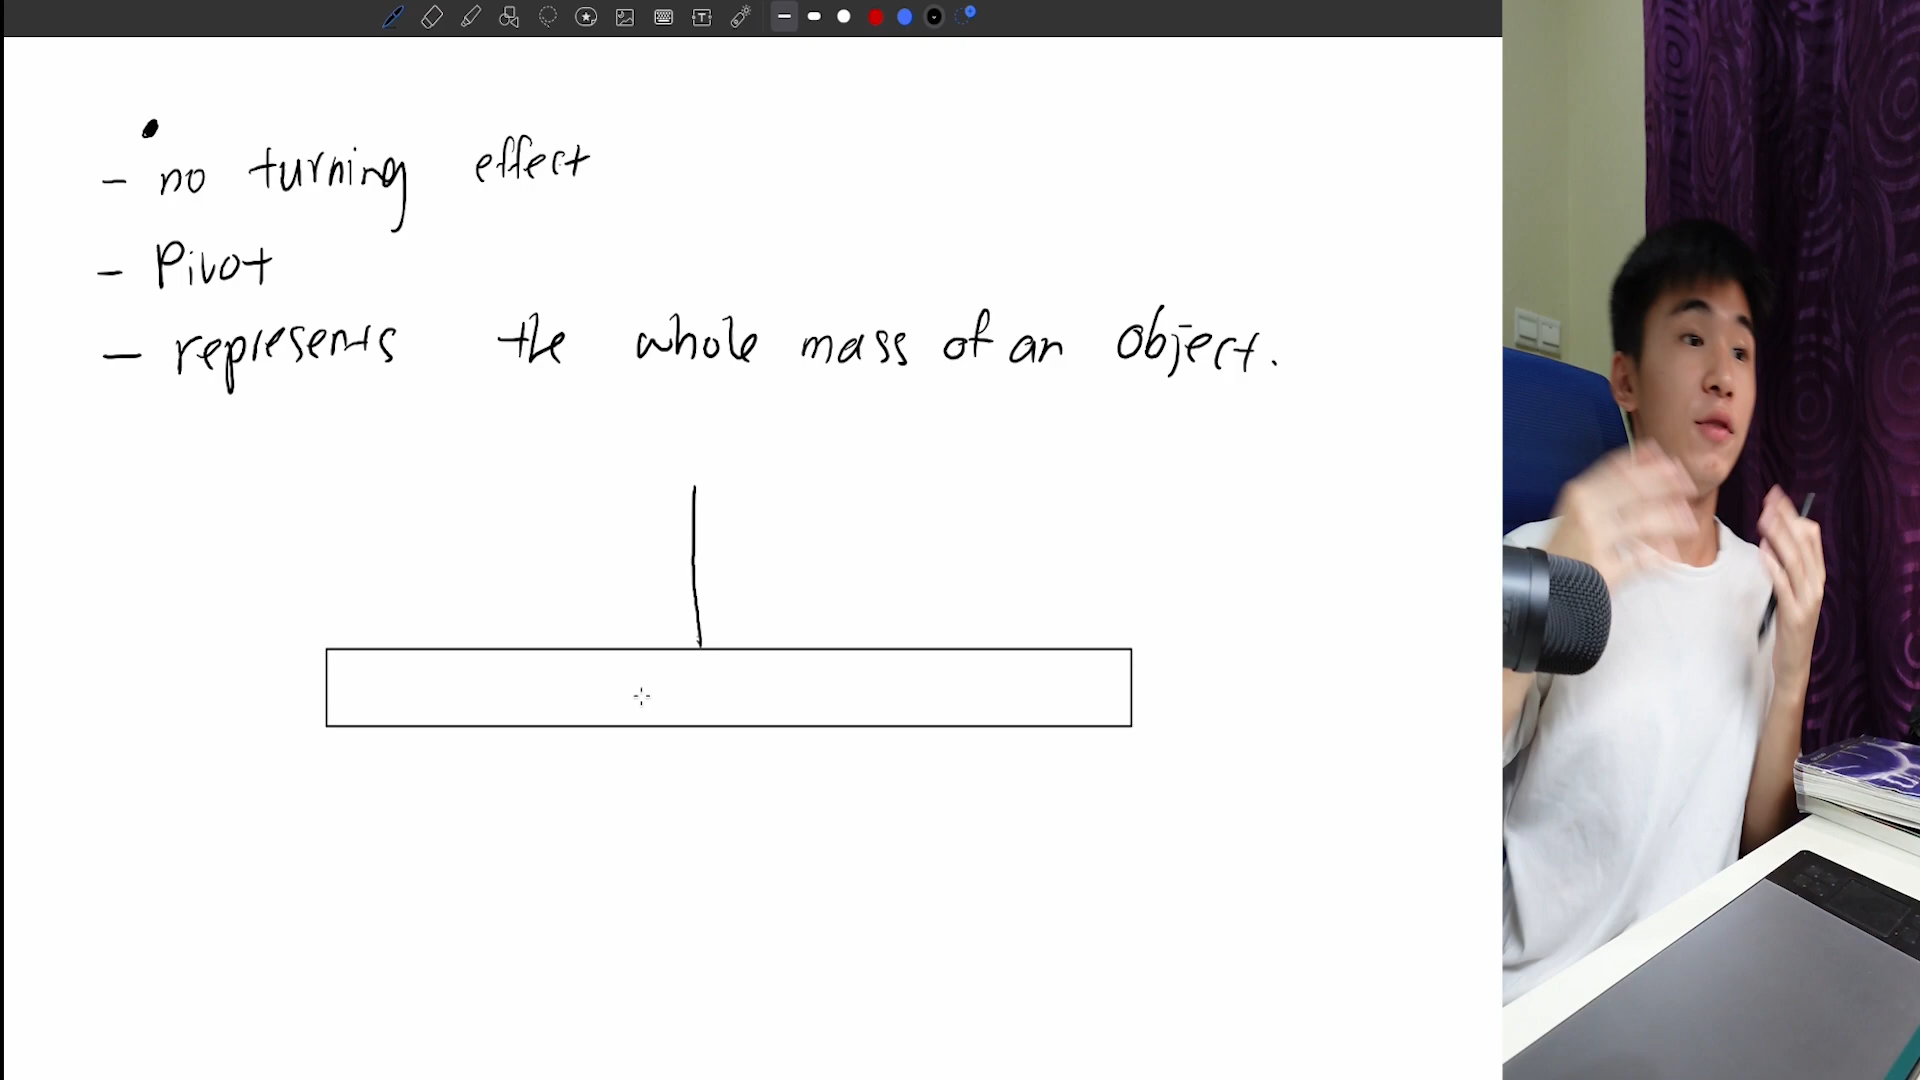 - no turning effect
- Pivot
- represents the whole mass of an object.